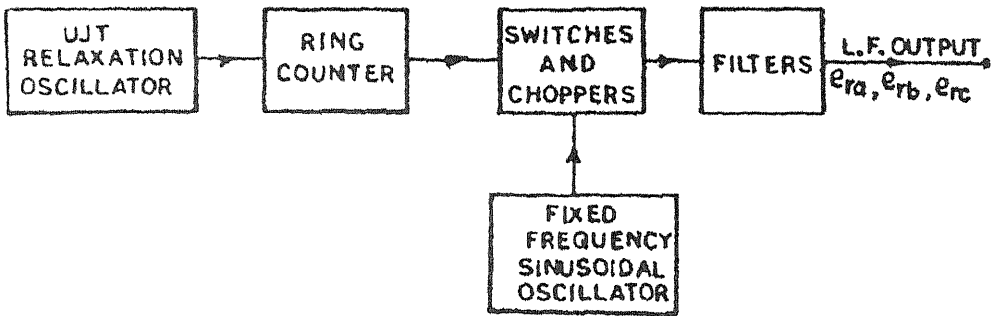 UJT
RELAXATION
OSCILLATOR
RING
COUNTER
SWITCHES
AND
CHOPPERS
FILTERS
L.F. OUTPUT
era, erb, erc
FIXED
FREQUENCY
SINUSOIDAL
OSCILLATOR